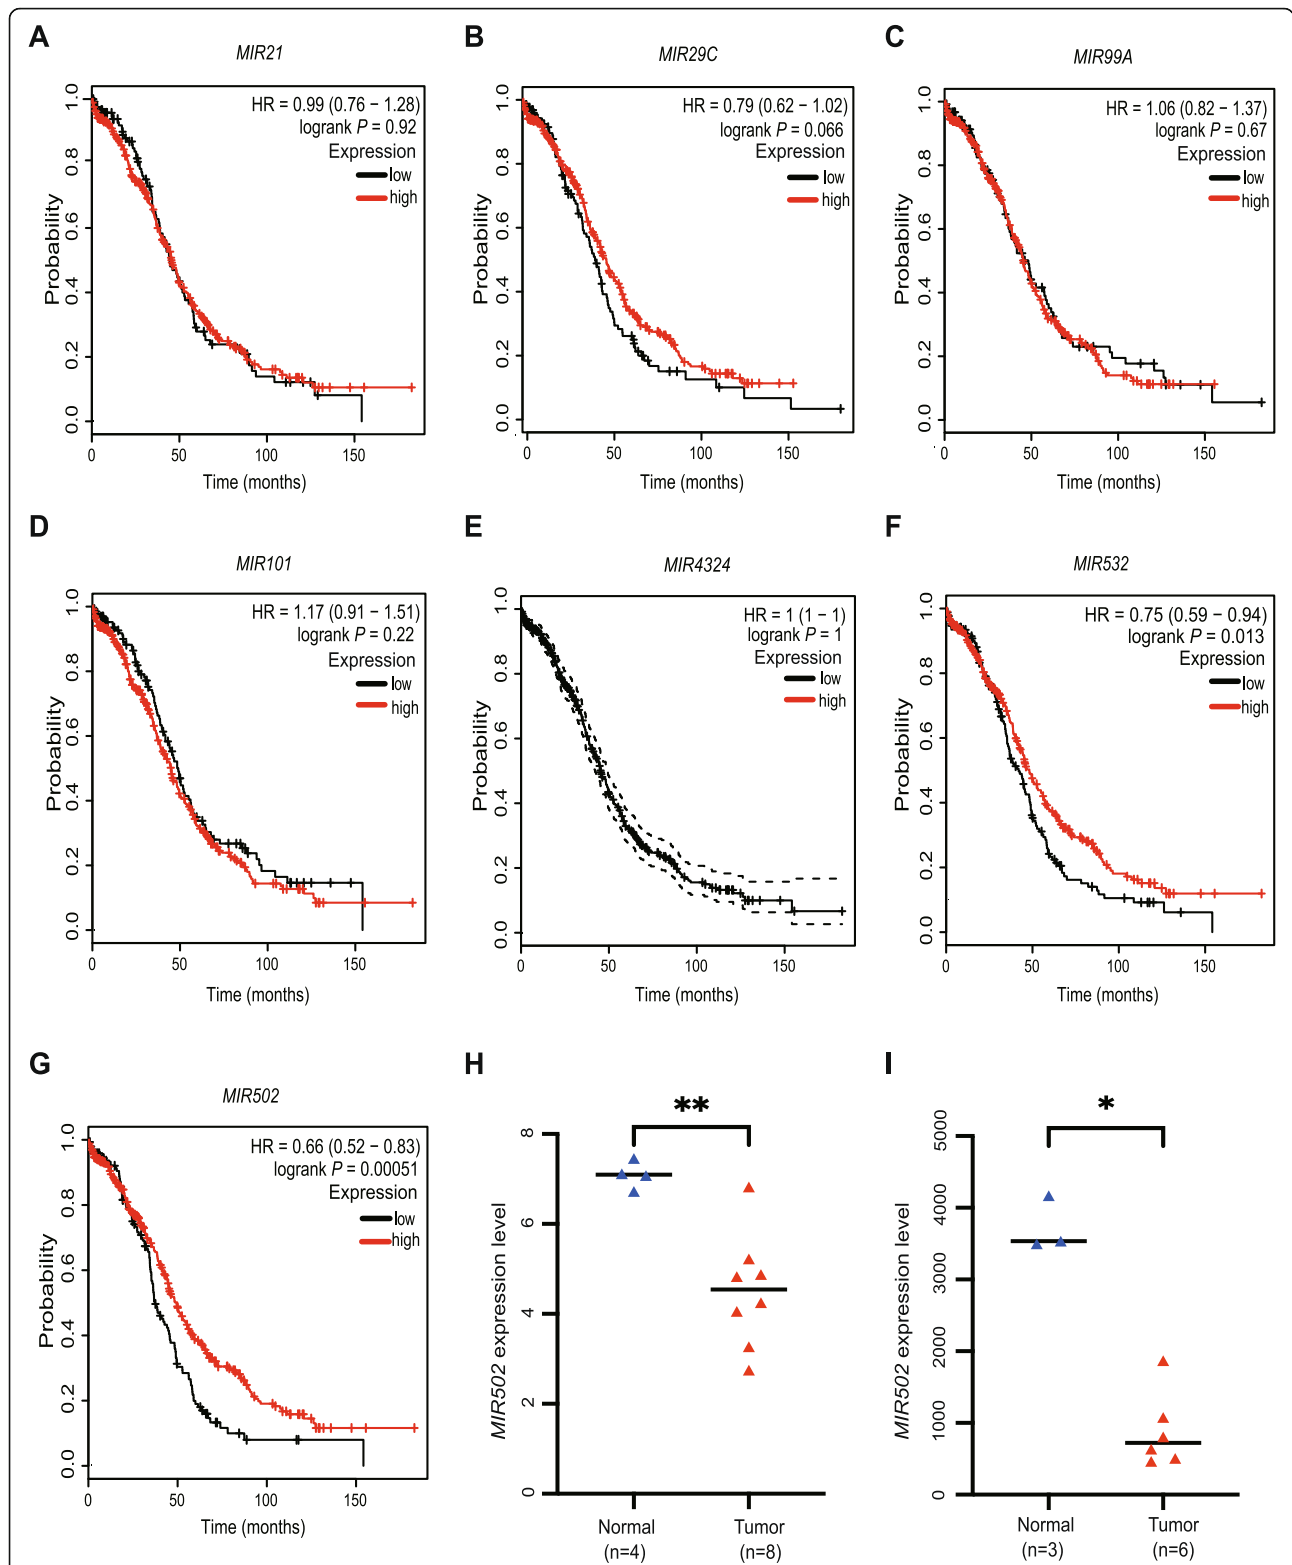 A
MIR21
HR = 0.99 (0.76 − 1.28)
logrank P = 0.92
Expression
low
high
Probability
0.0 0.2 0.4 0.6 0.8 1.0
0 50 100 150
Time (months)
B
MIR29C
HR = 0.79 (0.62 − 1.02)
logrank P = 0.066
Expression
low
high
Probability
0.0 0.2 0.4 0.6 0.8 1.0
0 50 100 150
Time (months)
C
MIR99A
HR = 1.06 (0.82 − 1.37)
logrank P = 0.67
Expression
low
high
Probability
0.0 0.2 0.4 0.6 0.8 1.0
0 50 100 150
Time (months)
D
MIR101
HR = 1.17 (0.91 − 1.51)
logrank P = 0.22
Expression
low
high
Probability
0.0 0.2 0.4 0.6 0.8 1.0
0 50 100 150
Time (months)
E
MIR4324
HR = 1 (1 − 1)
logrank P = 1
Expression
low
high
Probability
0.0 0.2 0.4 0.6 0.8 1.0
0 50 100 150
Time (months)
F
MIR532
HR = 0.75 (0.59 − 0.94)
logrank P = 0.013
Expression
low
high
Probability
0.0 0.2 0.4 0.6 0.8 1.0
0 50 100 150
Time (months)
G
MIR502
HR = 0.66 (0.52 − 0.83)
logrank P = 0.00051
Expression
low
high
Probability
0.0 0.2 0.4 0.6 0.8 1.0
0 50 100 150
Time (months)
H
**
MIR502 expression level
0 2 4 6 8
Normal Tumor
(n=4) (n=8)
I
*
MIR502 expression level
0 1000 2000 3000 4000 5000
Normal Tumor
(n=3) (n=6)